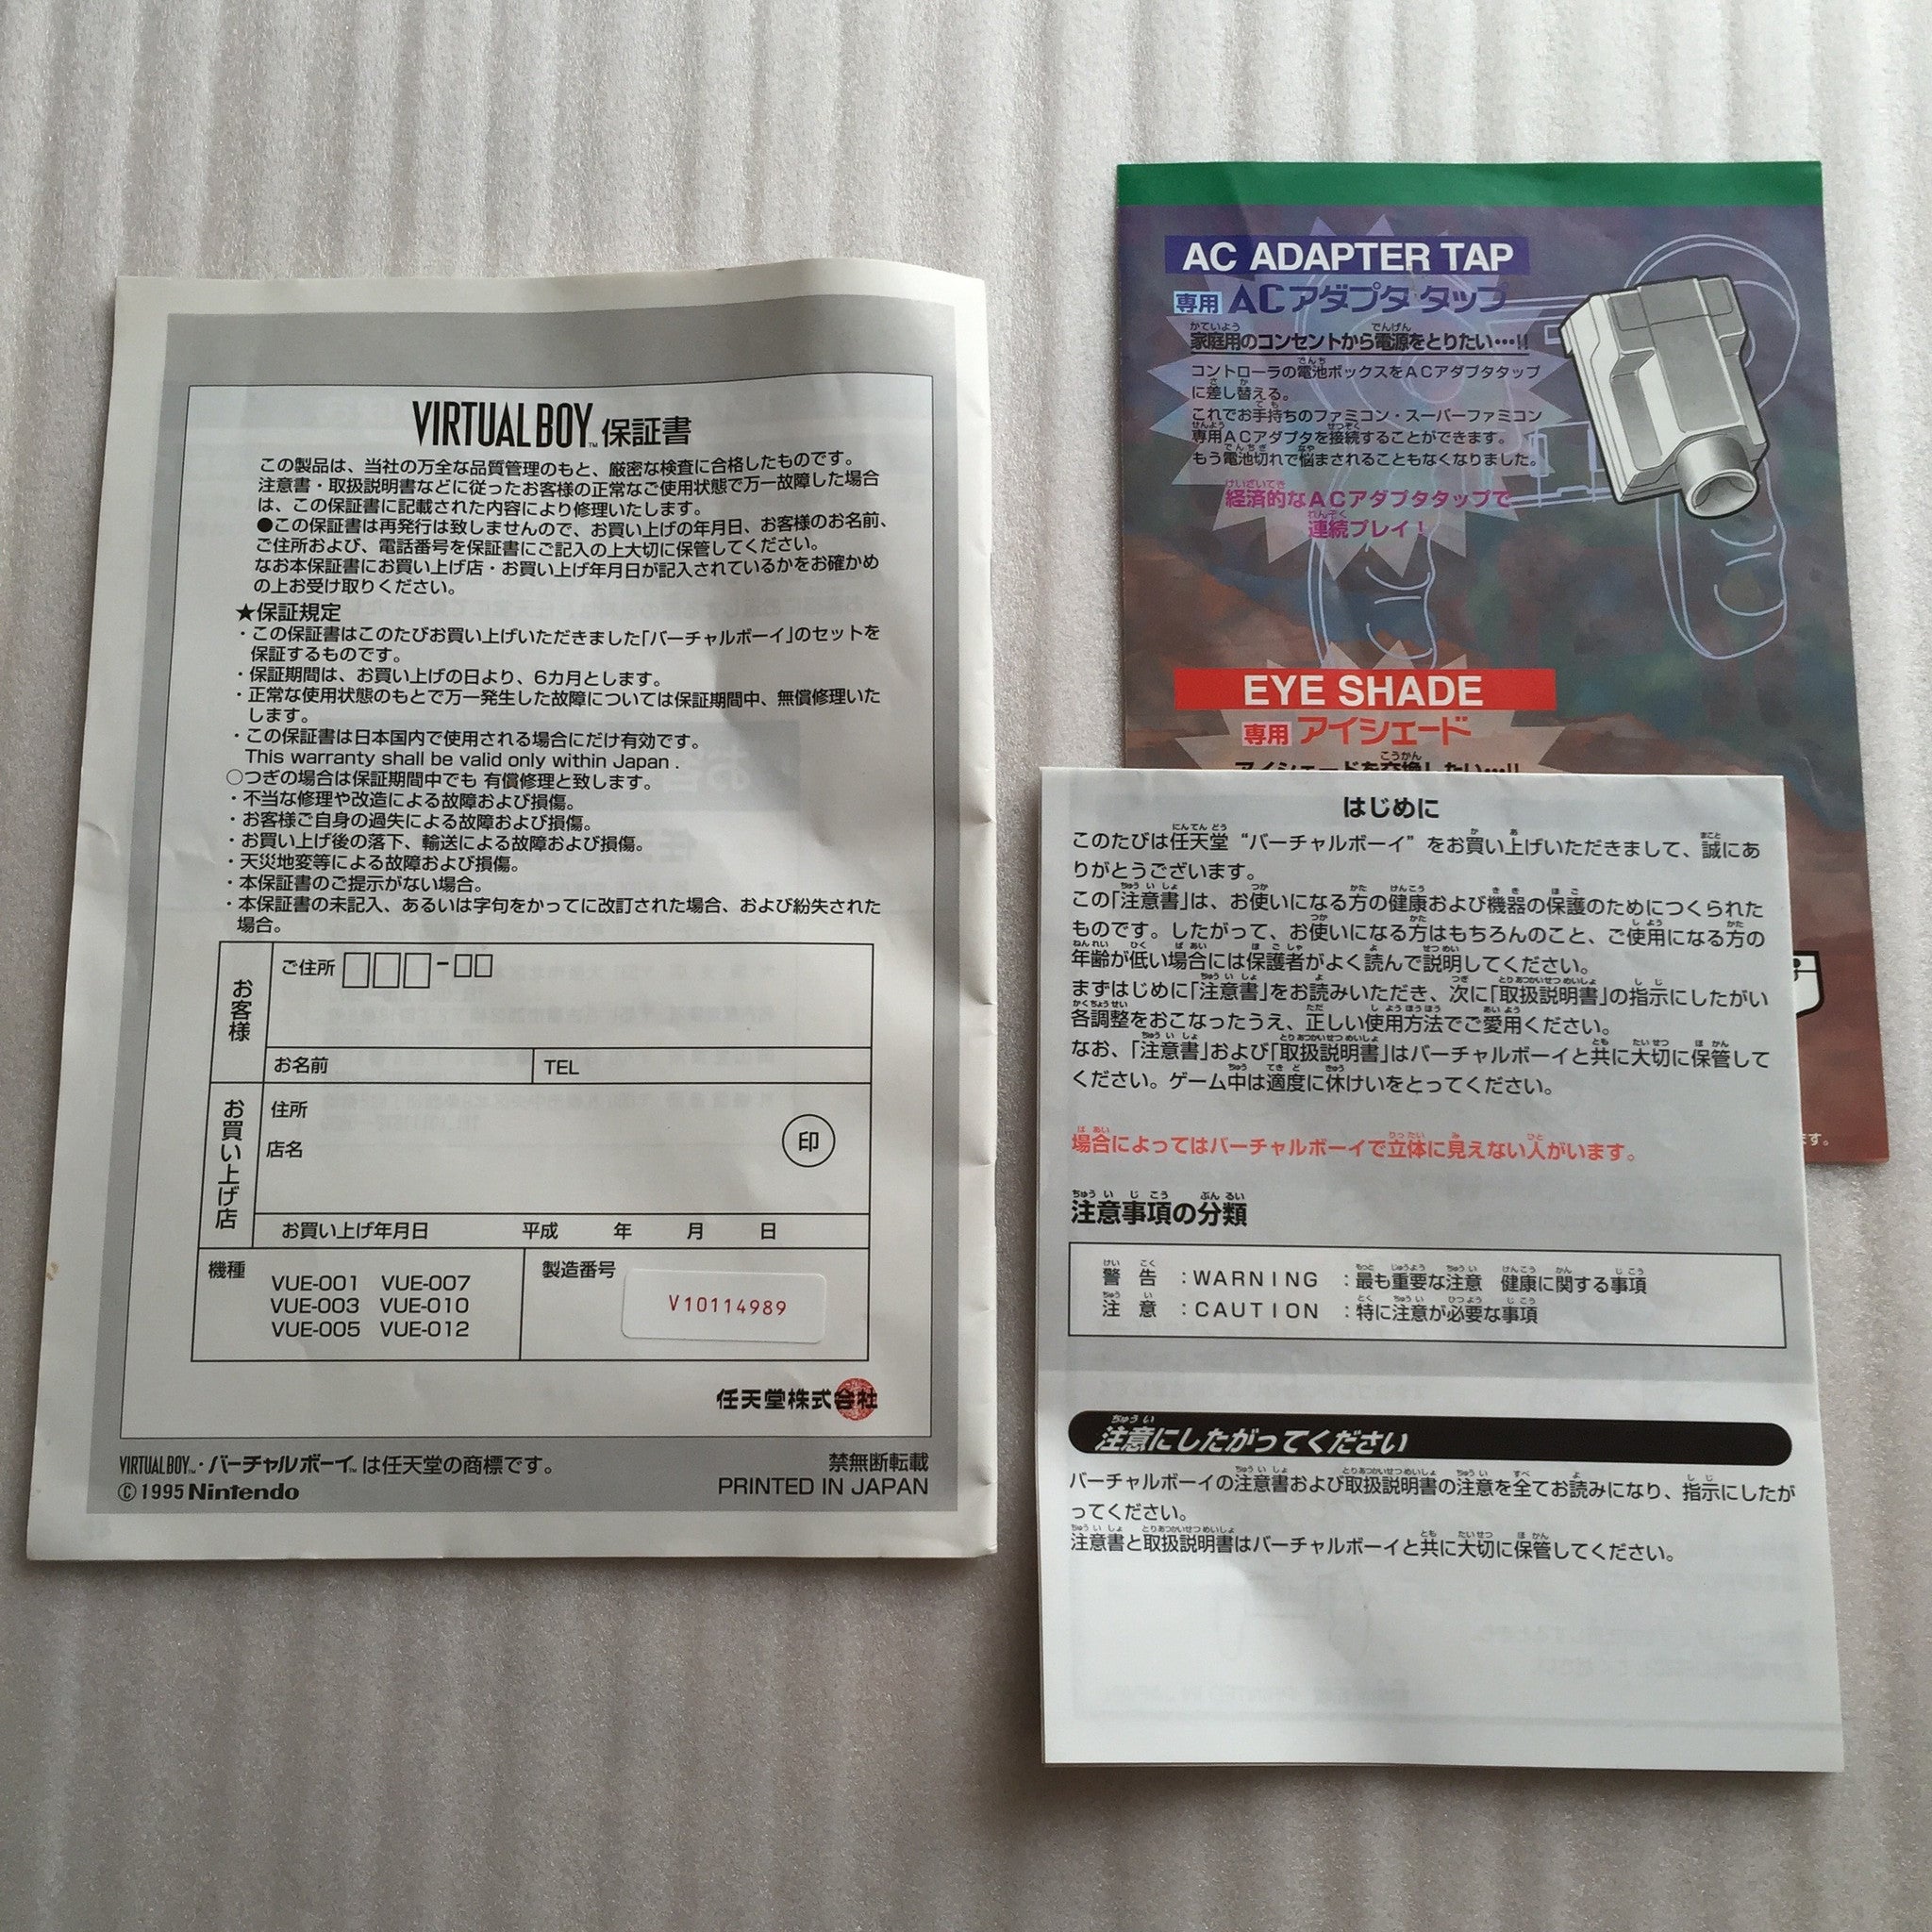 VIRTUAL BOY™ 保証書
この製品は、当社の万全な品質管理のもと、厳密な検査に合格したものです。
注意書・取扱説明書などに従ったお客様の正常なご使用状態で万一故障した場合
は、この保証書に記載された内容により修理いたします。
●この保証書は再発行は致しませんので、お買い上げの年月日、お客様のお名前、
ご住所および、電話番号を保証書にご記入の上大切に保管してください。
なお本保証書にお買い上げ店・お買い上げ年月日が記入されているかをお確かめ
の上お受け取りください。
★保証規定
・この保証書はこのたびお買い上げいただきました「バーチャルボーイ」のセットを
保証するものです。
・保証期間は、お買い上げの日より、6カ月とします。
・正常な使用状態のもとで万一発生した故障については保証期間中、無償修理いた
します。
・この保証書は日本国内で使用される場合にだけ有効です。
This warranty shall be valid only within Japan .
○つぎの場合は保証期間中でも 有償修理と致します。
・不当な修理や改造による故障および損傷。
・お客様ご自身の過失による故障および損傷。
・お買い上げ後の落下、輸送による故障および損傷。
・天災地変等による故障および損傷。
・本保証書のご提示がない場合。
・本保証書の未記入、あるいは字句をかってに改訂された場合、および紛失された
場合。
お客様
ご住所 □□□-□□
お名前
TEL
お買い上げ店
住所
店名
印
お買い上げ年月日 平成 年 月 日
機種
VUE-001 VUE-007
VUE-003 VUE-010
VUE-005 VUE-012
製造番号
V10114989
任天堂株式会社
VIRTUAL BOY™・バーチャルボーイ™は任天堂の商標です。
©1995 Nintendo
禁無断転載
PRINTED IN JAPAN
AC ADAPTER TAP
専用 ACアダプタ タップ
家庭用のコンセントから電源をとりたい…!!
コントローラの電池ボックスをACアダプタタップ
に差し替える。
これでお手持ちのファミコン・スーパーファミコン
専用ACアダプタを接続することができます。
もう電池切れで悩まされることもなくなりました。
経済的なACアダプタタップで
連続プレイ！
EYE SHADE
専用 アイシェード
アイシェードを交換したい…!!
す。
はじめに
このたびは任天堂“バーチャルボーイ”をお買い上げいただきまして、誠にあ
りがとうございます。
この「注意書」は、お使いになる方の健康および機器の保護のためにつくられた
ものです。したがって、お使いになる方はもちろんのこと、ご使用になる方の
年齢が低い場合には保護者がよく読んで説明してください。
まずはじめに「注意書」をお読みいただき、次に「取扱説明書」の指示にしたがい
各調整をおこなったうえ、正しい使用方法でご愛用ください。
なお、「注意書」および「取扱説明書」はバーチャルボーイと共に大切に保管して
ください。ゲーム中は適度に休けいをとってください。
場合によってはバーチャルボーイで立体に見えない人がいます。
注意事項の分類
警 告 :WARNING :最も重要な注意 健康に関する事項
注 意 :CAUTION :特に注意が必要な事項
注意にしたがってください
バーチャルボーイの注意書および取扱説明書の注意を全てお読みになり、指示にしたが
ってください。
注意書と取扱説明書はバーチャルボーイと共に大切に保管してください。